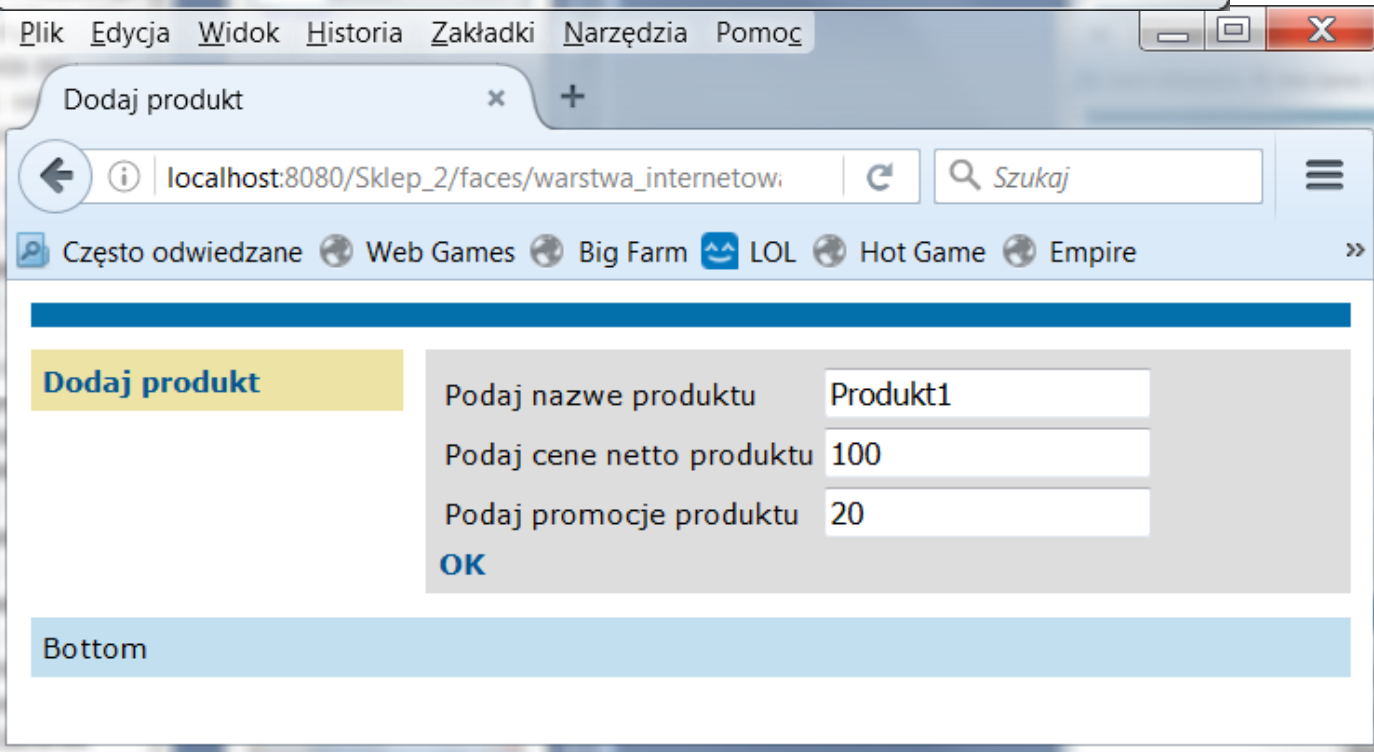 Plik Edycja Widok Historia Zakładki Narzędzia Pomoc
Dodaj produkt
localhost:8080/Sklep_2/faces/warstwa_internetowa
Szukaj
Często odwiedzane Web Games Big Farm LOL Hot Game Empire
Dodaj produkt
Podaj nazwe produktu Produkt1
Podaj cene netto produktu 100
Podaj promocje produktu 20
OK
Bottom